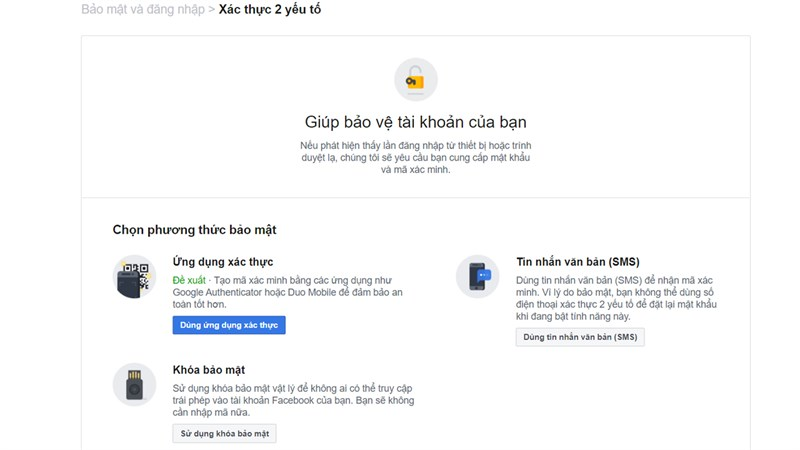 Bảo mật và đăng nhập > Xác thực 2 yếu tố
Giúp bảo vệ tài khoản của bạn
Nếu phát hiện thấy lần đăng nhập từ thiết bị hoặc trình
duyệt lạ, chúng tôi sẽ yêu cầu bạn cung cấp mật khẩu
và mã xác minh.
Chọn phương thức bảo mật
Ứng dụng xác thực
Đề xuất · Tạo mã xác minh bằng các ứng dụng như
Google Authenticator hoặc Duo Mobile để đảm bảo an
toàn tốt hơn.
Dùng ứng dụng xác thực
Tin nhắn văn bản (SMS)
Dùng tin nhắn văn bản (SMS) để nhận mã xác
minh. Vì lý do bảo mật, bạn không thể dùng số
điện thoại xác thực 2 yếu tố để đặt lại mật khẩu
khi đang bật tính năng này.
Dùng tin nhắn văn bản (SMS)
Khóa bảo mật
Sử dụng khóa bảo mật vật lý để không ai có thể truy cập
trái phép vào tài khoản Facebook của bạn. Bạn sẽ không
cần nhập mã nữa.
Sử dụng khóa bảo mật